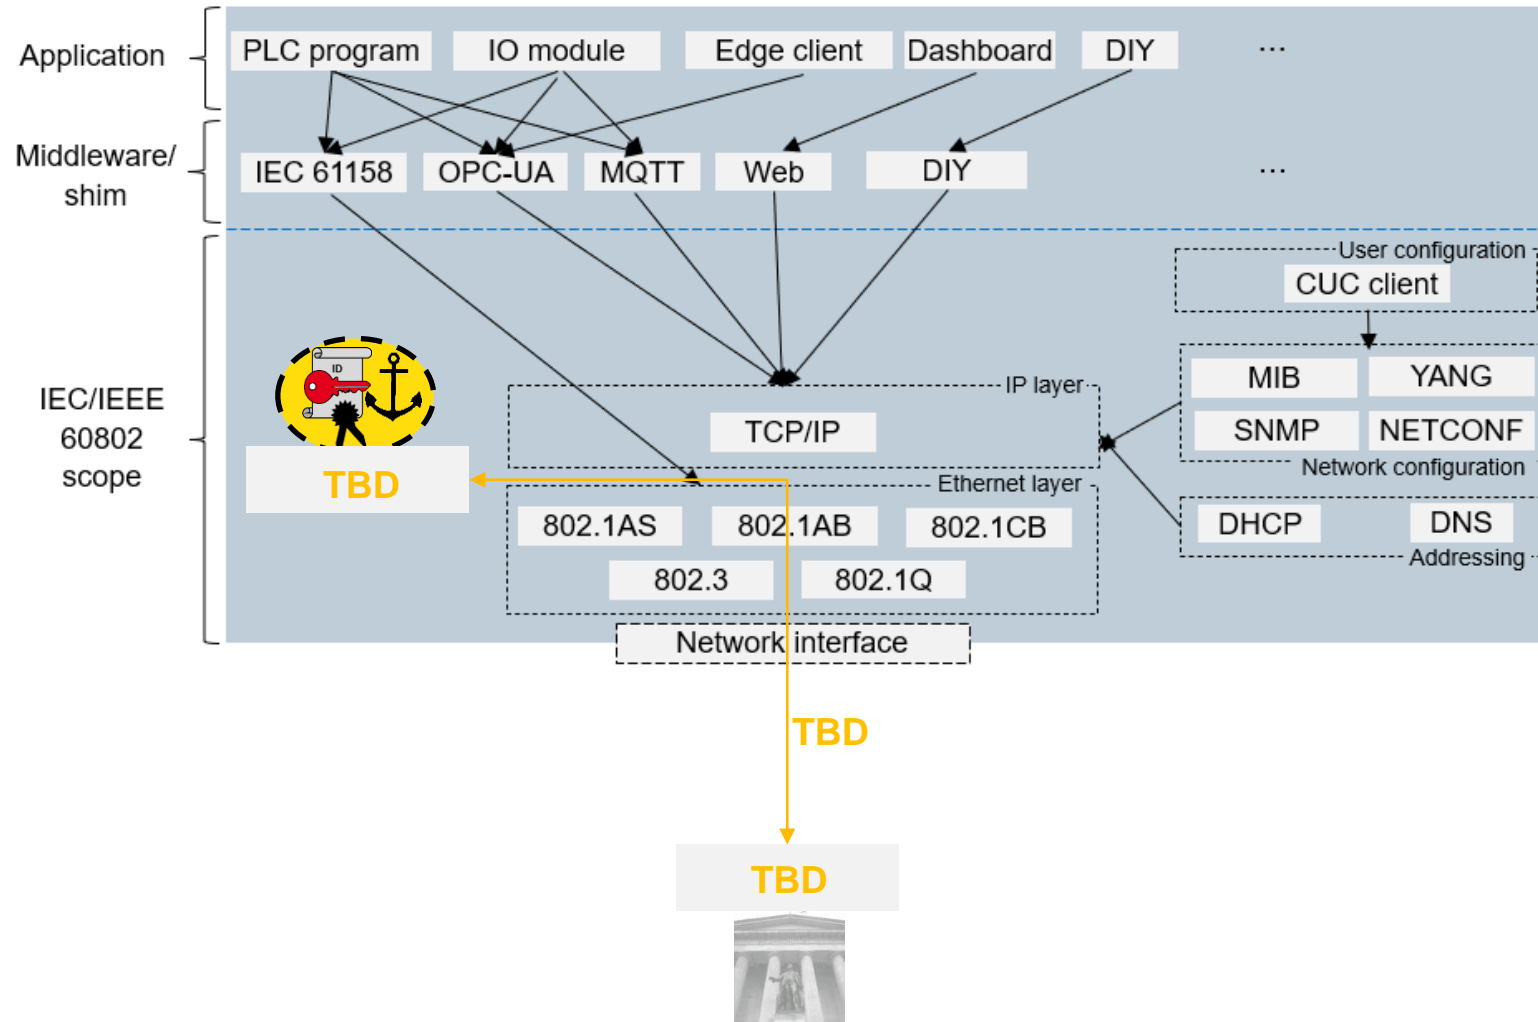 Application
PLC program
IO module
Edge client
Dashboard
DIY
...
Middleware/
shim
IEC 61158
OPC-UA
MQTT
Web
DIY
...
IEC/IEEE
60802
scope
User configuration
CUC client
ID
TBD
IP layer
TCP/IP
MIB
YANG
SNMP
NETCONF
Network configuration
Ethernet layer
802.1AS
802.1AB
802.1CB
802.3
802.1Q
DHCP
DNS
Addressing
Network interface
TBD
TBD